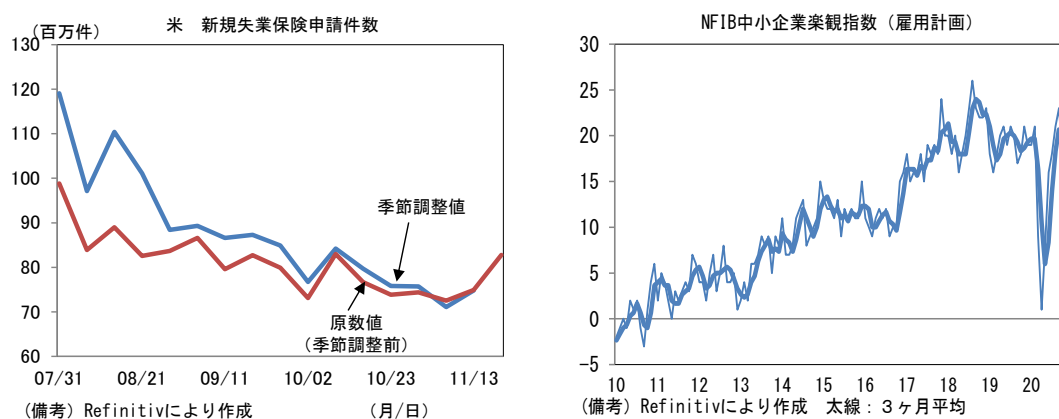 米　新規失業保険申請件数
（百万件）
130
120
110
100
90
80
70
60
季節調整値
原数値
（季節調整前）
07/31 08/21 09/11 10/02 10/23 11/13
（備考）Refinitivにより作成 （月/日）
NFIB中小企業楽観指数（雇用計画）
30
25
20
15
10
5
0
-5
10 11 12 13 14 15 16 17 18 19 20
（備考）Refinitivにより作成　太線：３ヶ月平均